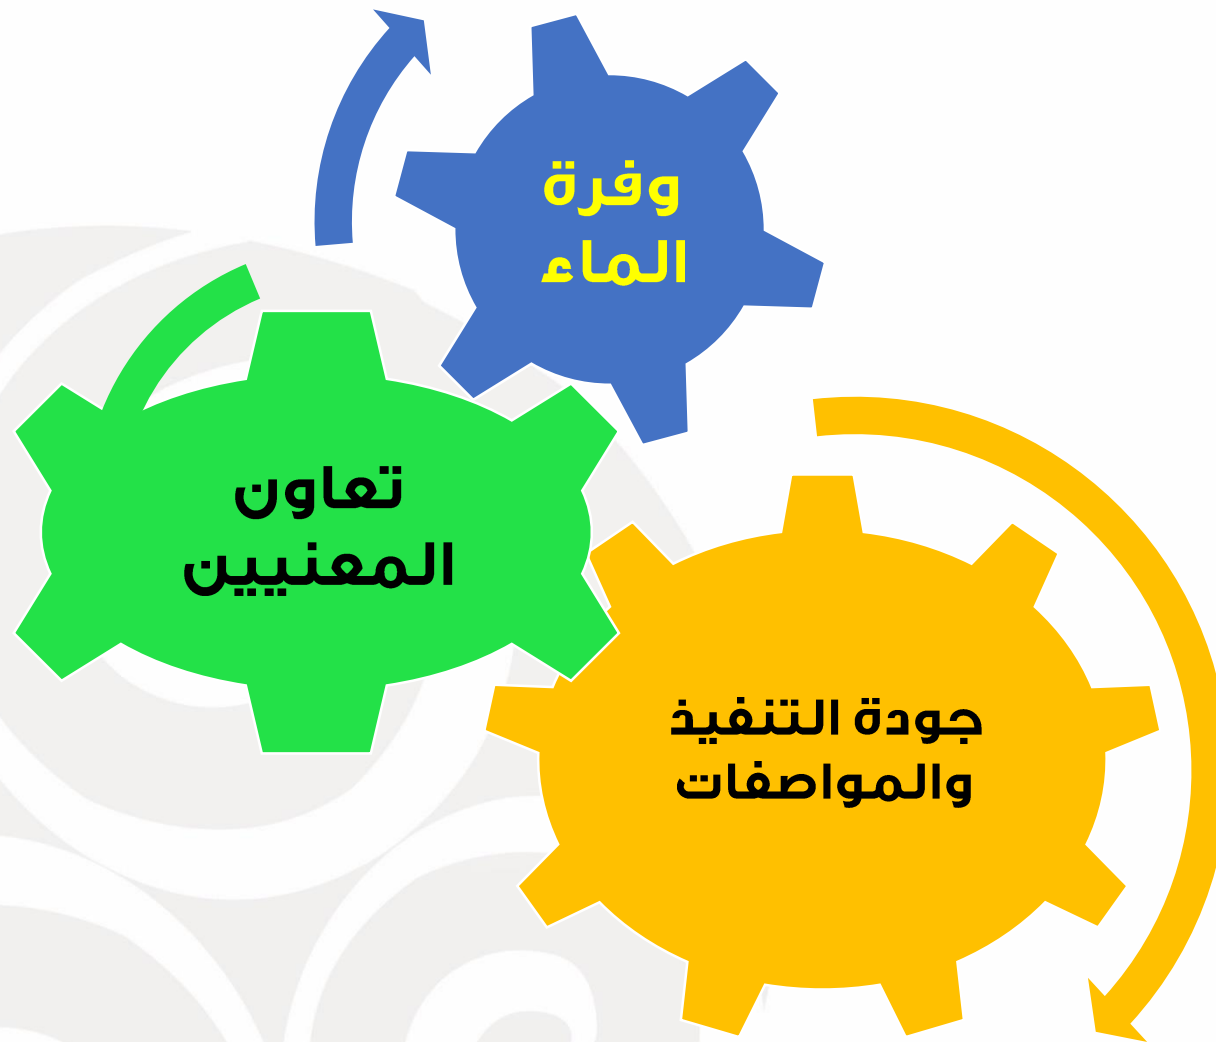 وفرة
الماء
تعاون
المعنيين
جودة التنفيذ
والمواصفات